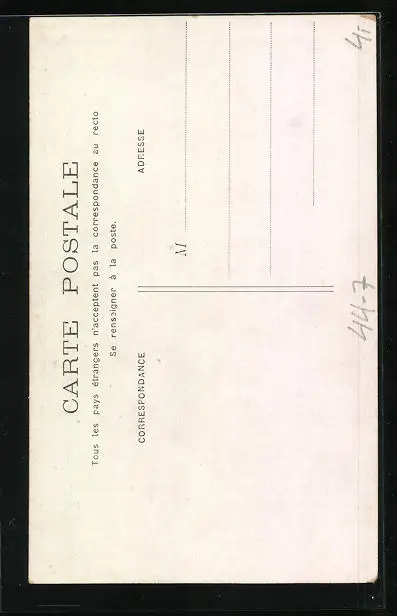 CARTE POSTALE
Tous les pays étrangers n'acceptent pas la correspondance au recto
Se renseigner à la poste.
CORRESPONDANCE
ADRESSE
M
44-7